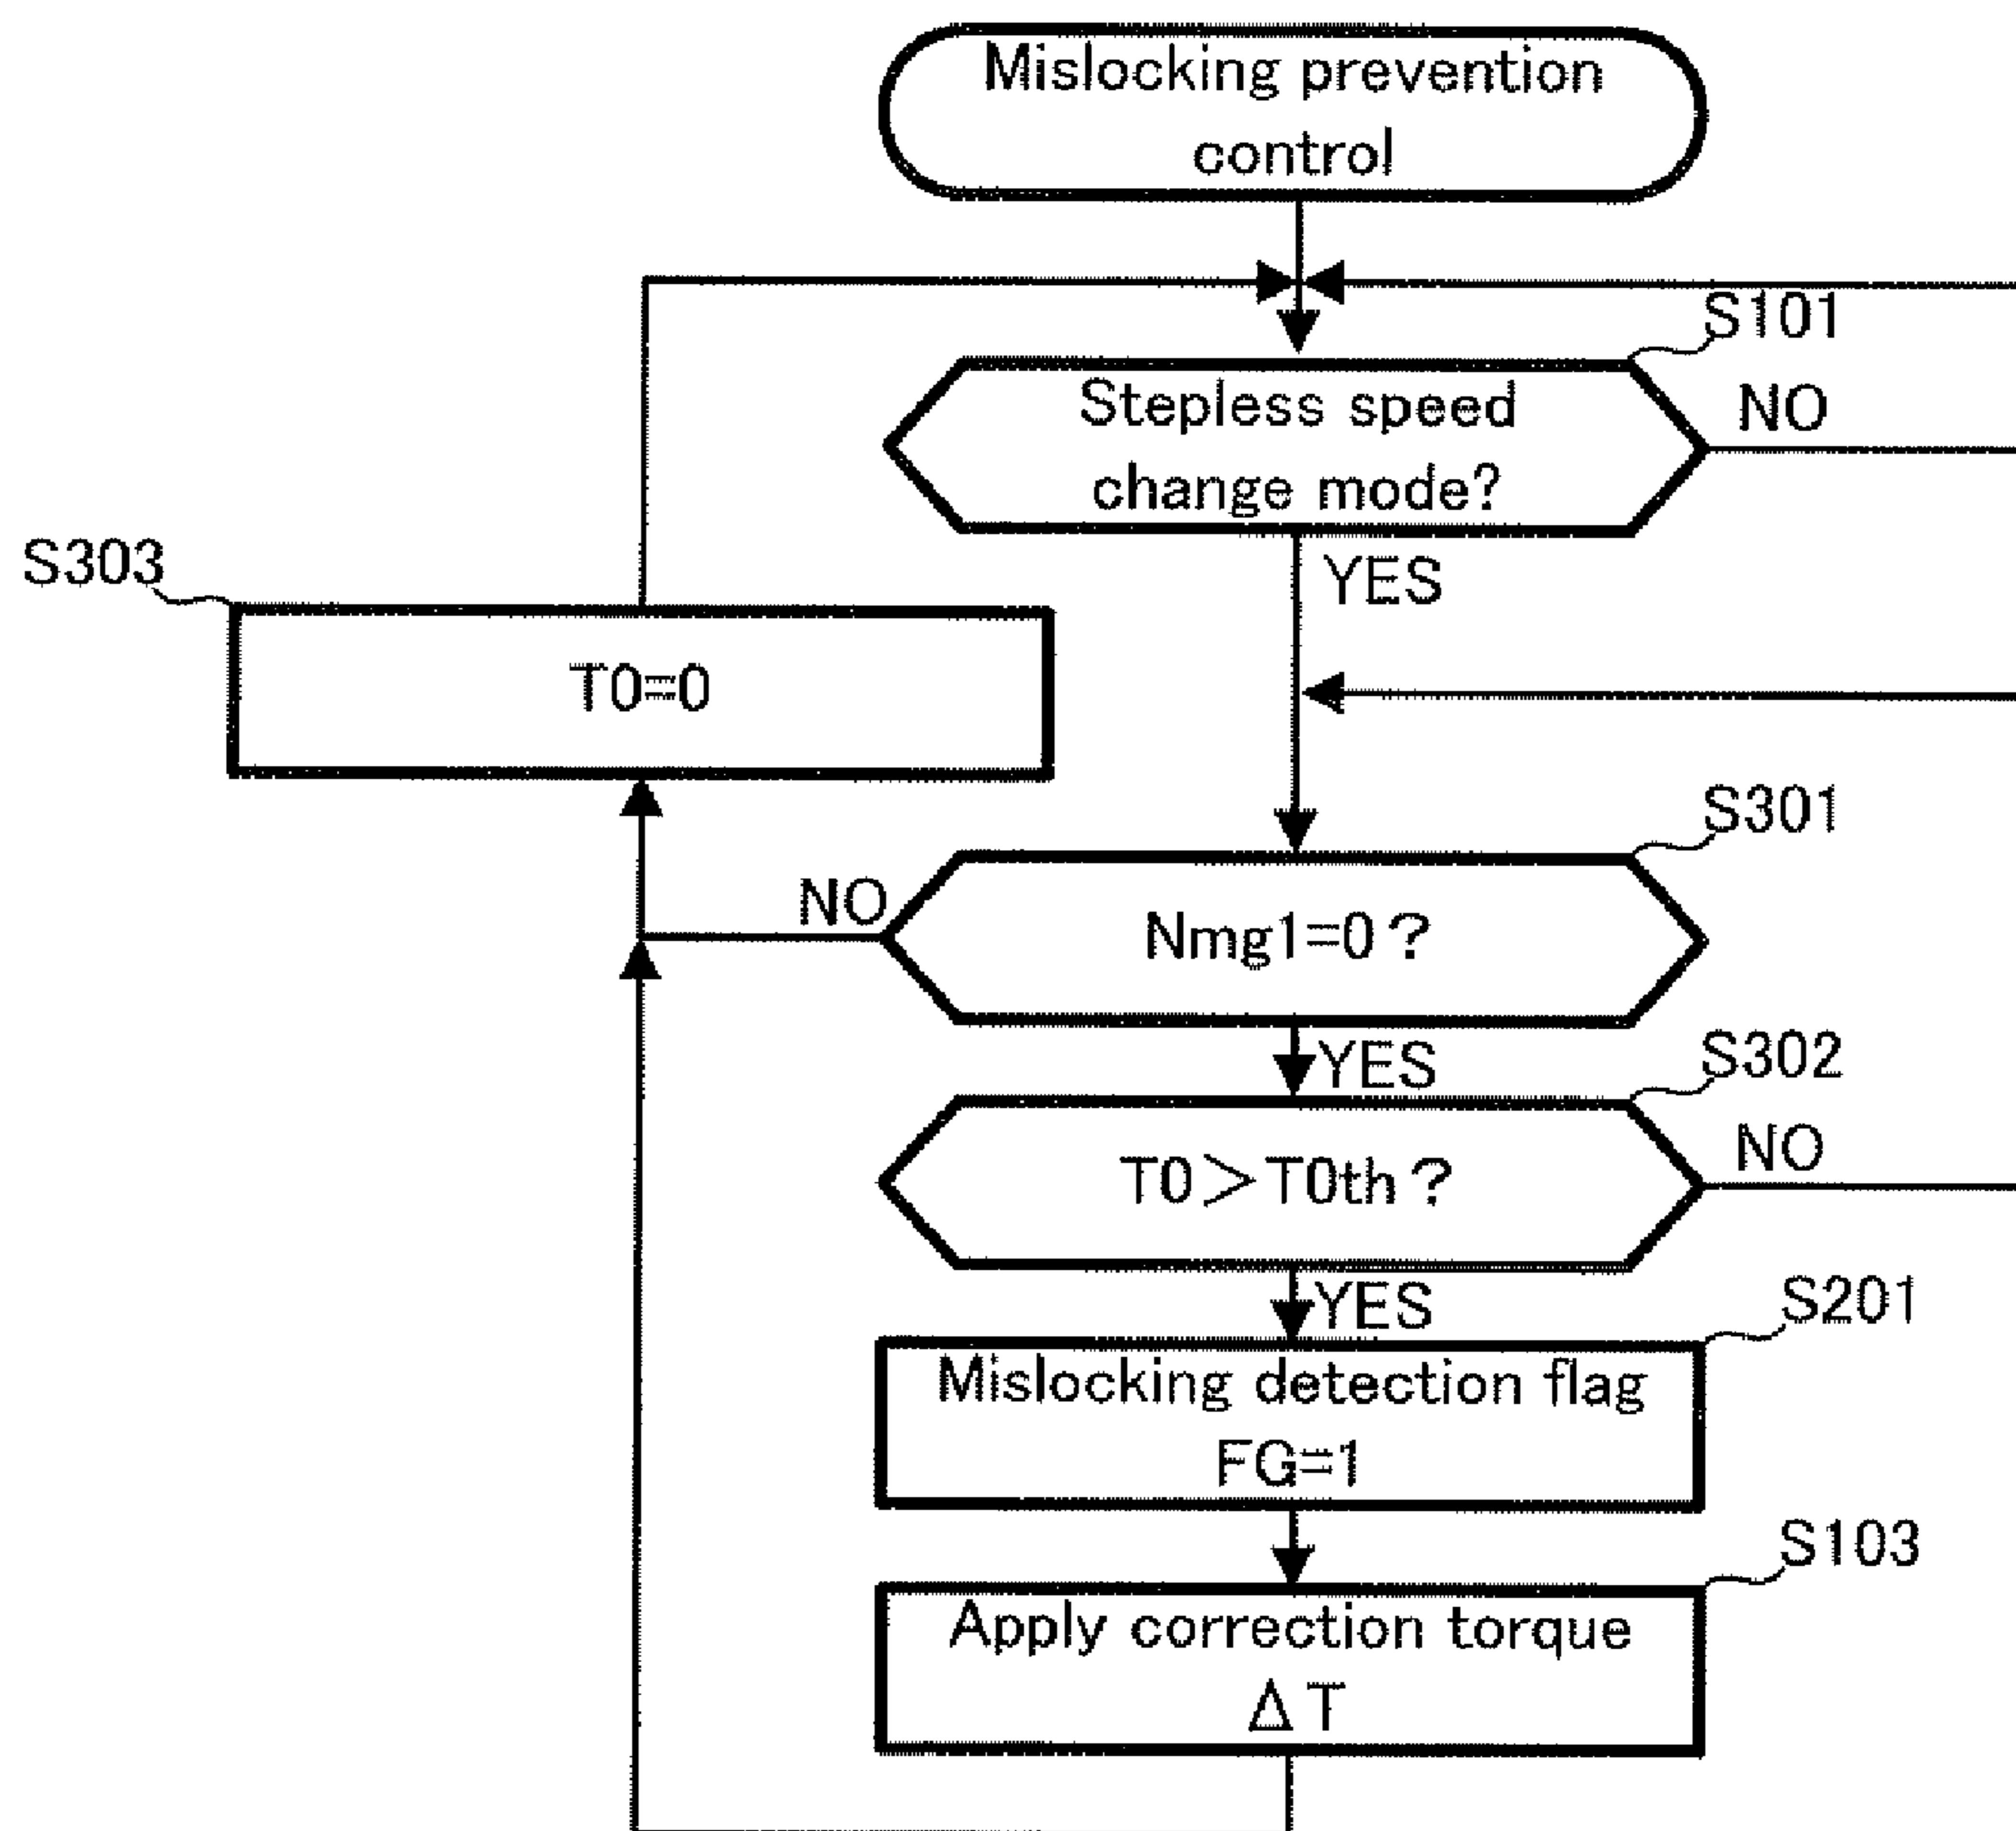 Mislocking prevention
control
S101
Stepless speed
change mode?
NO
YES
S303
T0=0
S301
NO
Nmg1=0?
YES
S302
T0>T0th?
NO
YES
S201
Mislocking detection flag
FG=1
S103
Apply correction torque
ΔT